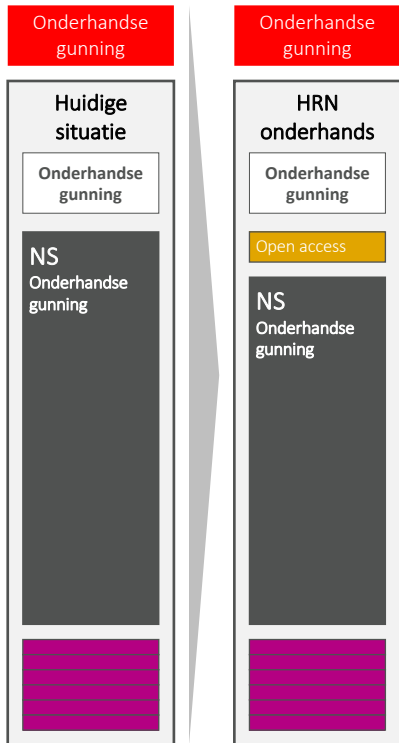 Onderhandse
gunning
Huidige
situatie
Onderhandse
gunning
NS
Onderhandse
gunning
Onderhandse
gunning
HRN
onderhands
Onderhandse
gunning
Open access
NS
Onderhandse
gunning